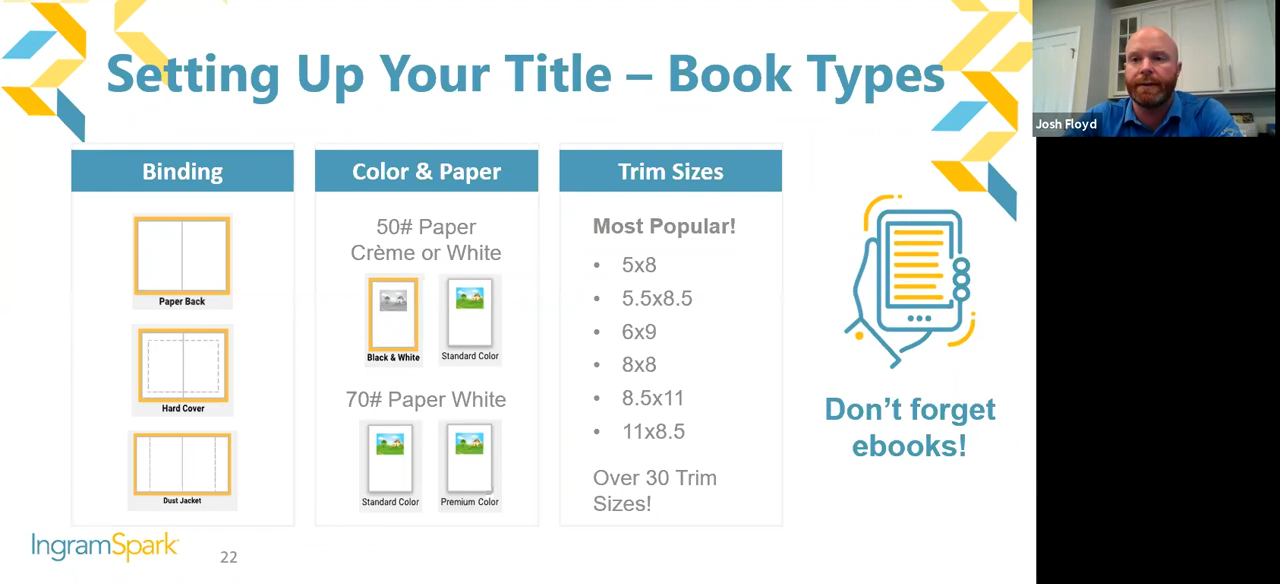 Setting Up Your Title – Book Types
Josh Floyd
Binding
Paper Back
Hard Cover
Dust Jacket
Color & Paper
50# Paper
Crème or White
Black & White
Standard Color
70# Paper White
Standard Color
Premium Color
Trim Sizes
Most Popular!
• 5x8
• 5.5x8.5
• 6x9
• 8x8
• 8.5x11
• 11x8.5
Over 30 Trim
Sizes!
Don’t forget
ebooks!
IngramSpark
22